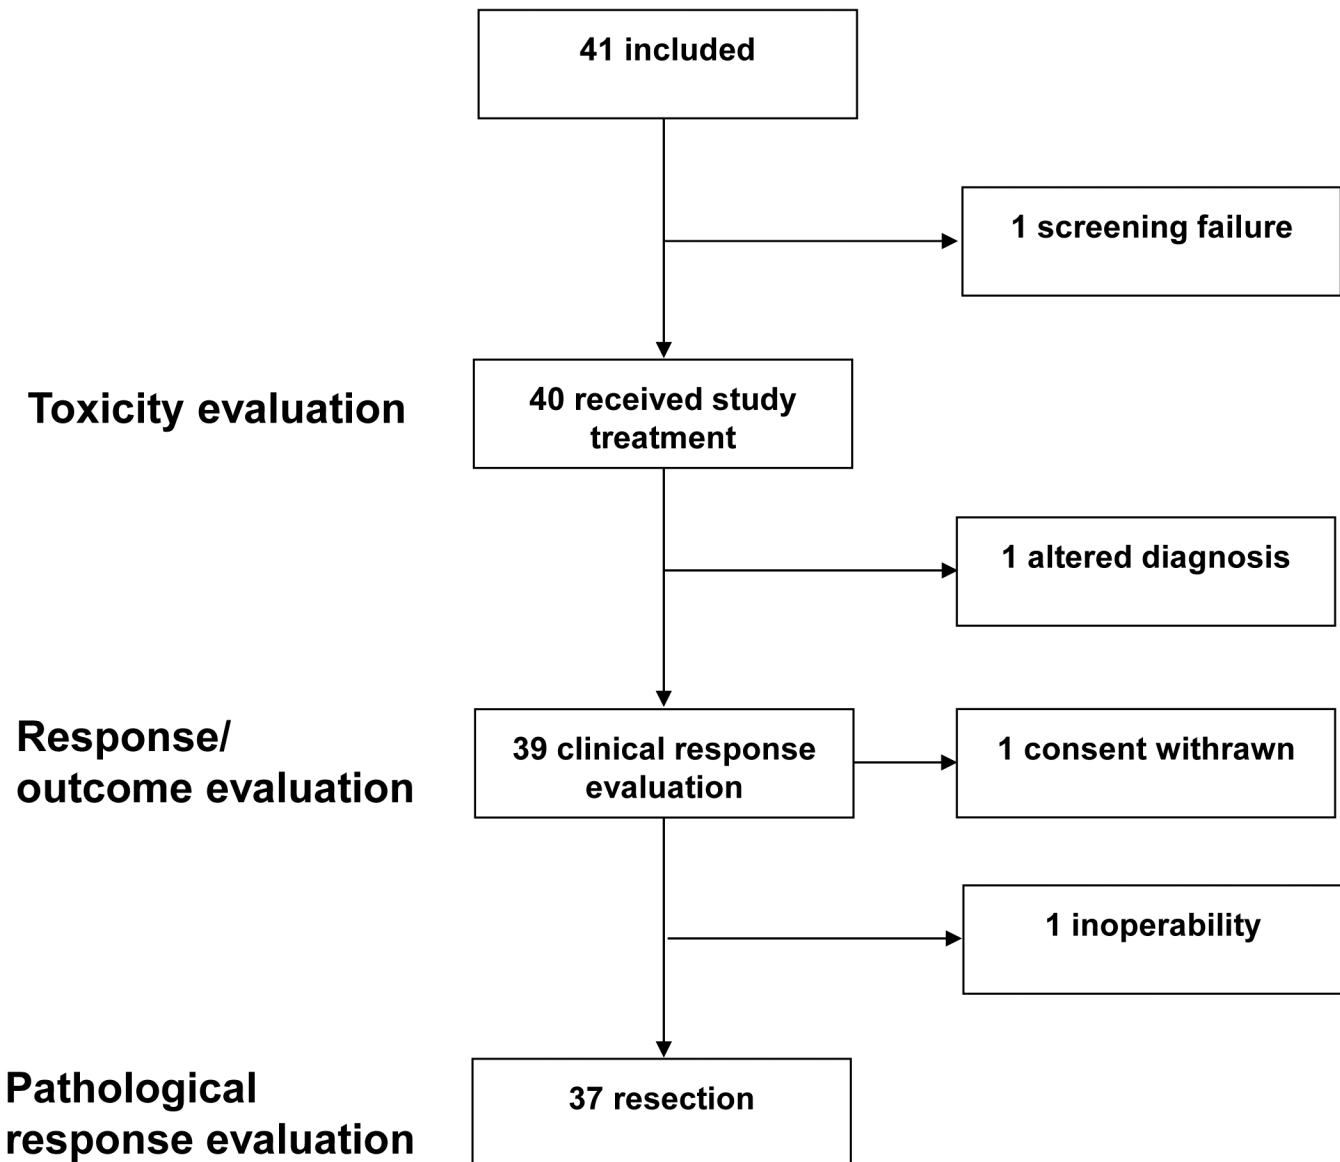 41 included
1 screening failure
Toxicity evaluation
40 received study
treatment
1 altered diagnosis
Response/
outcome evaluation
39 clinical response
evaluation
1 consent withrawn
1 inoperability
Pathological
response evaluation
37 resection